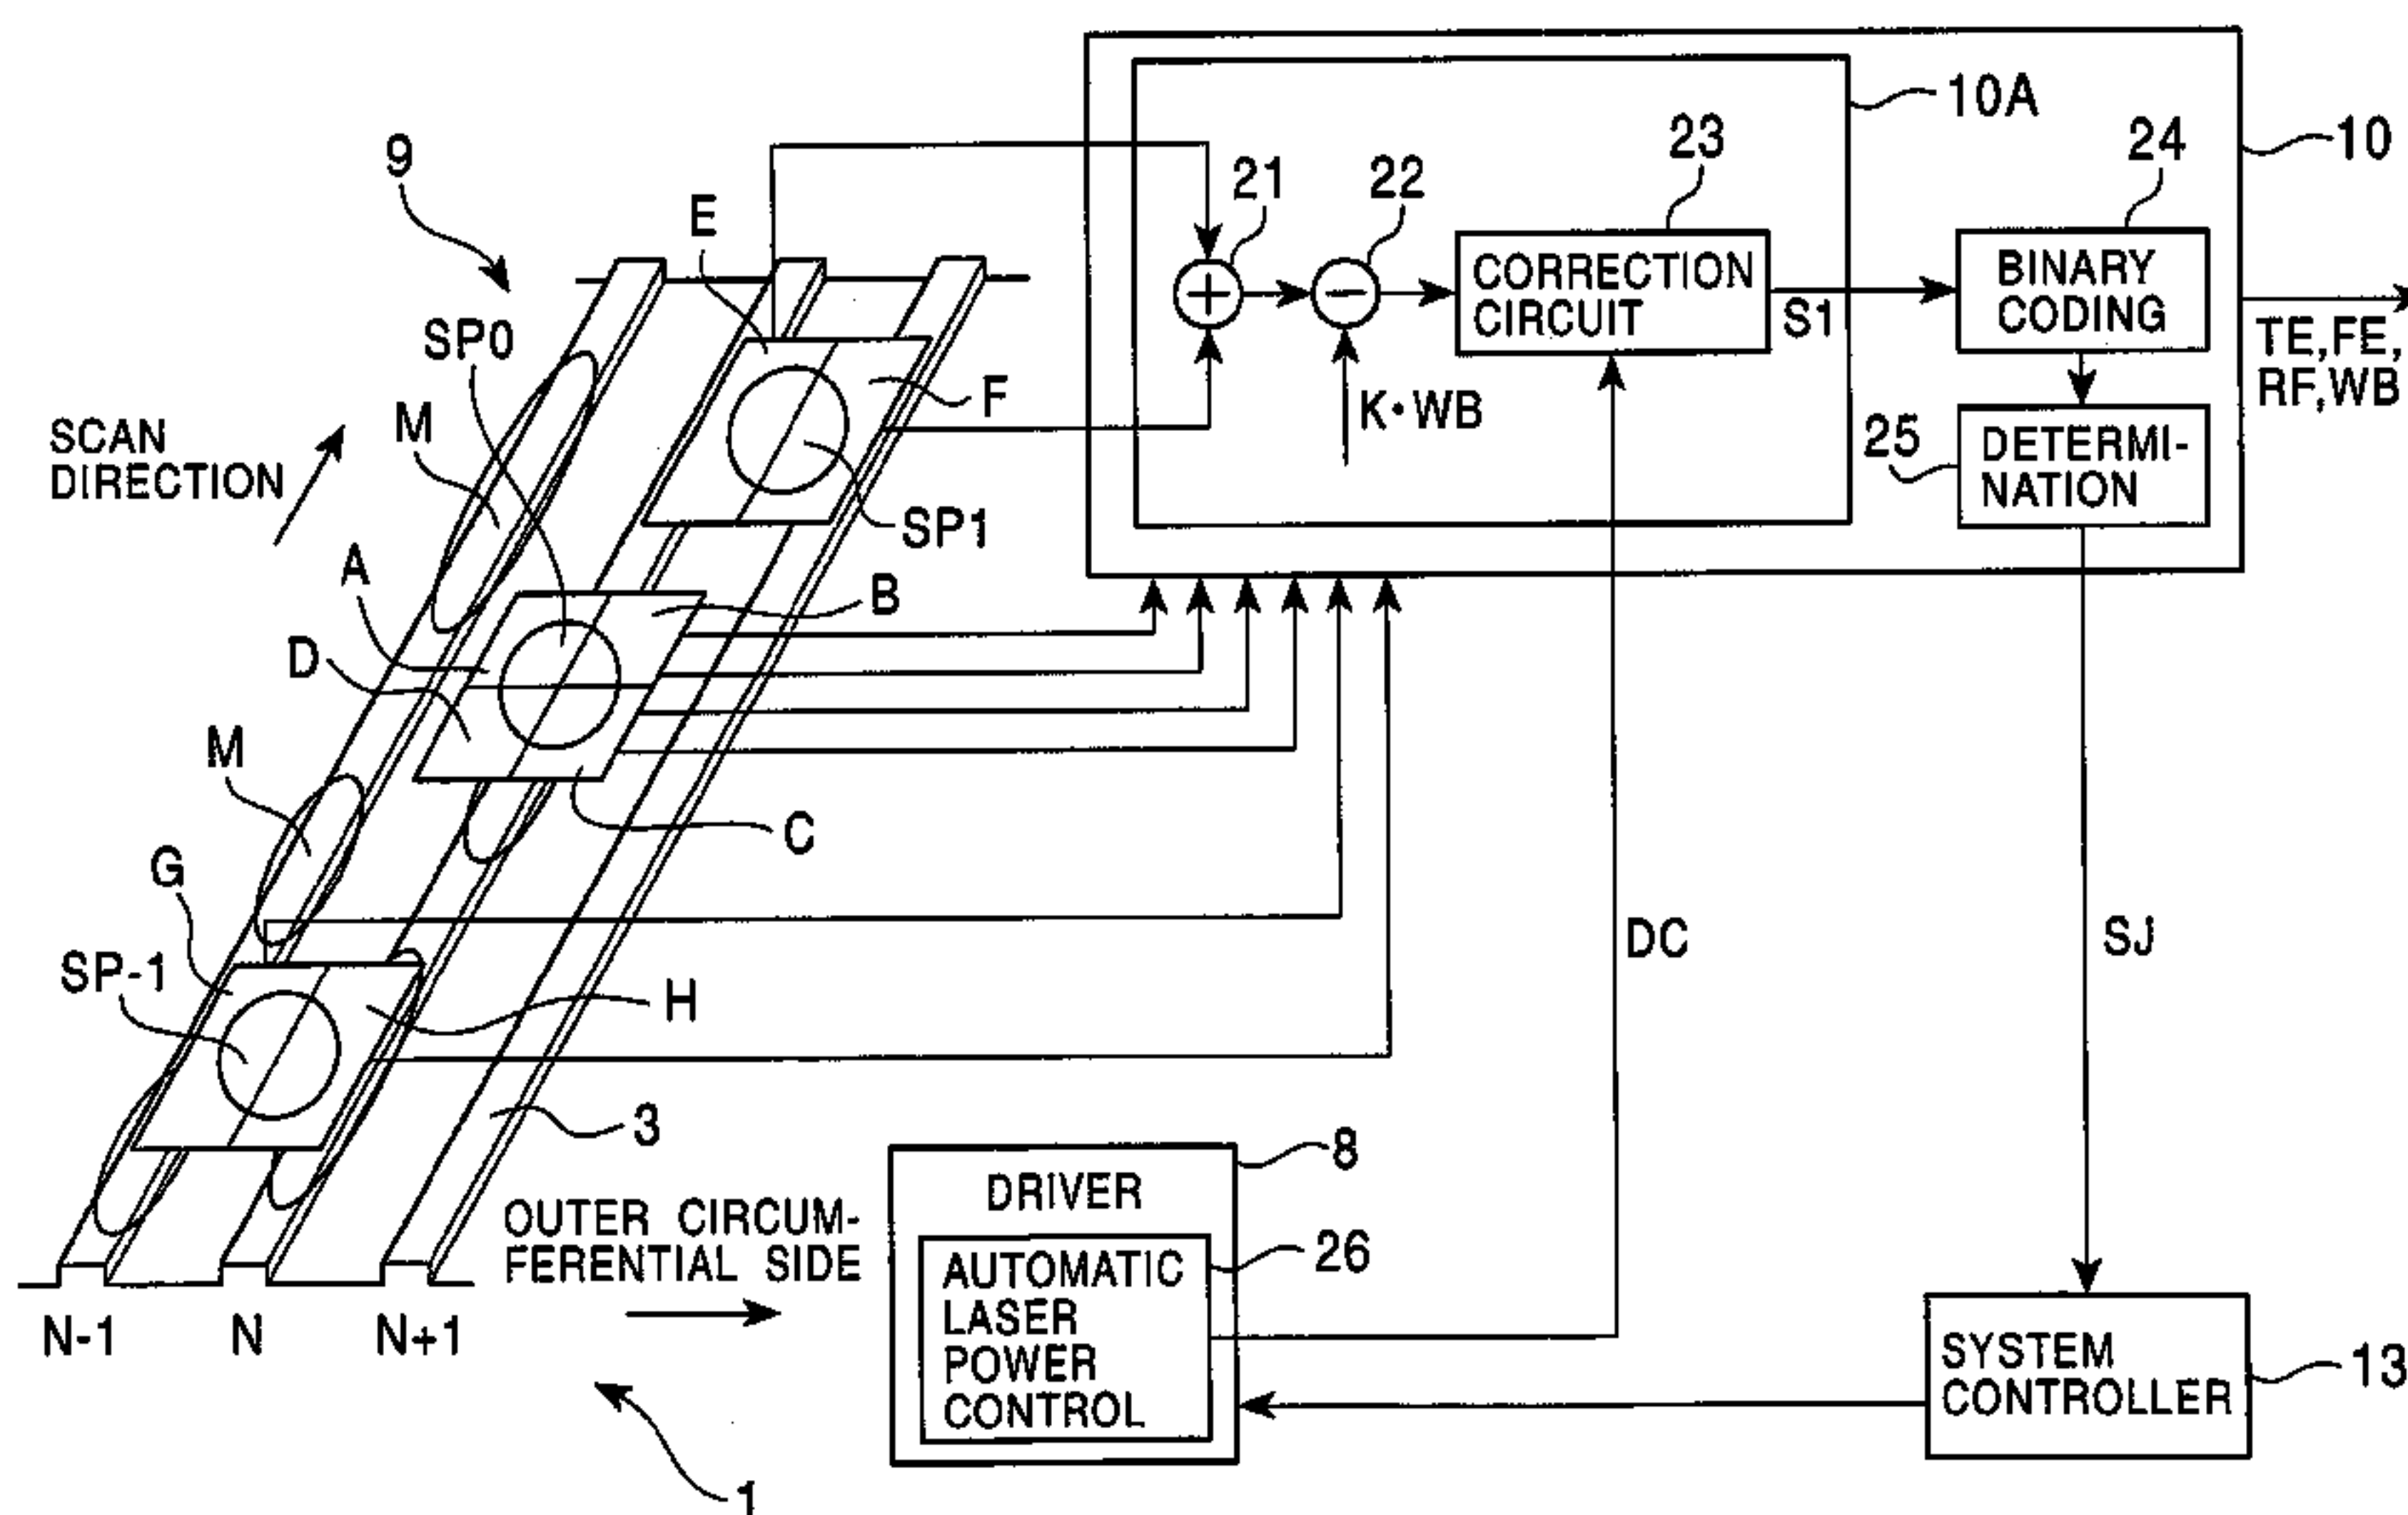 10A
10
9
E
21
22
23
24
SP0
CORRECTION
CIRCUIT
S1
BINARY
CODING
TE,FE,
RF,WB
F
K•WB
SCAN
DIRECTION
M
25
DETERMI-
NATION
SP1
A
B
D
M
C
G
SP-1
H
DC
SJ
3
8
DRIVER
OUTER CIRCUM-
FERENTIAL SIDE
26
AUTOMATIC
LASER
POWER
CONTROL
N-1
N
N+1
SYSTEM
CONTROLLER
13
1